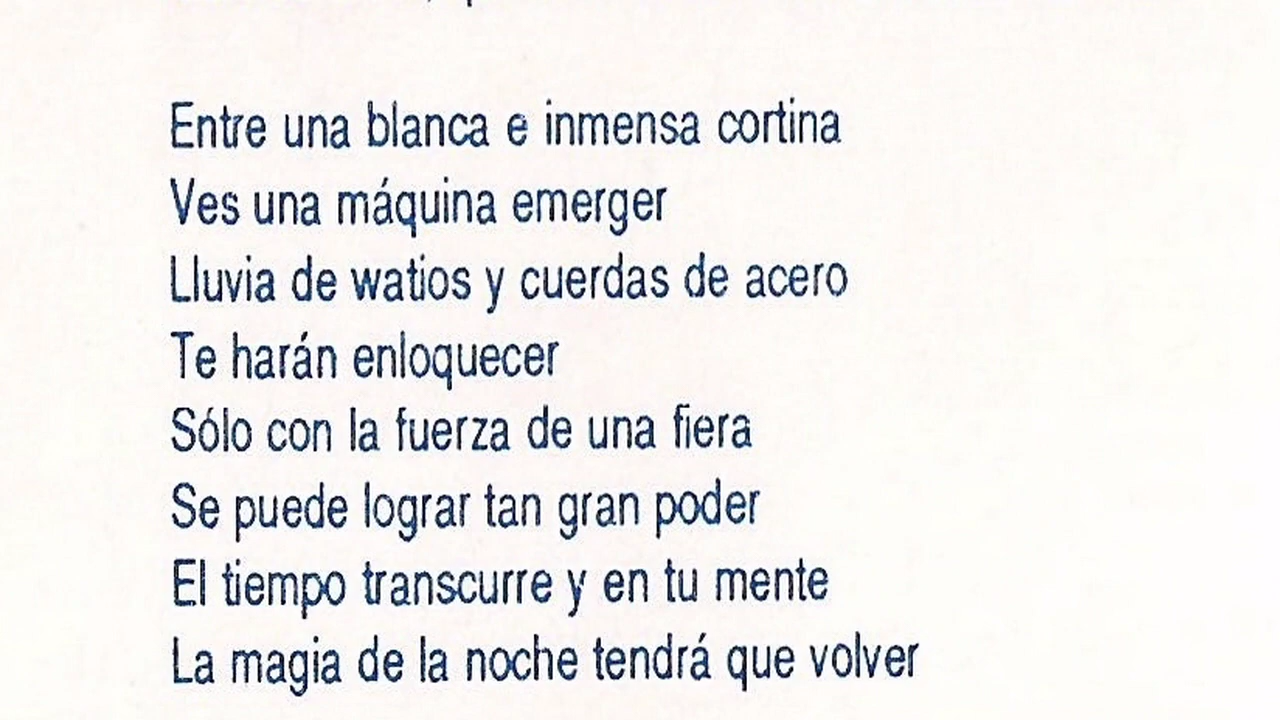 Entre una blanca e inmensa cortina
Ves una máquina emerger
Lluvia de watios y cuerdas de acero
Te harán enloquecer
Sólo con la fuerza de una fiera
Se puede lograr tan gran poder
El tiempo transcurre y en tu mente
La magia de la noche tendrá que volver